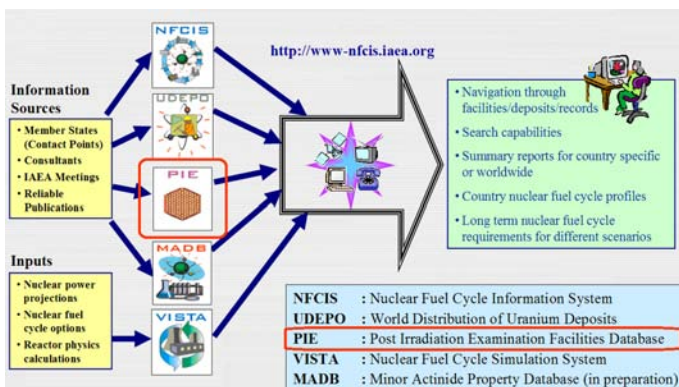 NFCIS
http://www-nfcis.iaea.org
Information
Sources
• Member States
(Contact Points)
• Consultants
• IAEA Meetings
• Reliable
Publications
UDEPO
PIE
MADB
Inputs
• Nuclear power
projections
• Nuclear fuel
cycle options
• Reactor physics
calculations
VISTA
• Navigation through
facilities/deposits/records
• Search capabilities
• Summary reports for country specific
or worldwide
• Country nuclear fuel cycle profiles
• Long term nuclear fuel cycle
requirements for different scenarios
NFCIS : Nuclear Fuel Cycle Information System
UDEPO : World Distribution of Uranium Deposits
PIE : Post Irradiation Examination Facilities Database
VISTA : Nuclear Fuel Cycle Simulation System
MADB : Minor Actinide Property Database (in preparation)